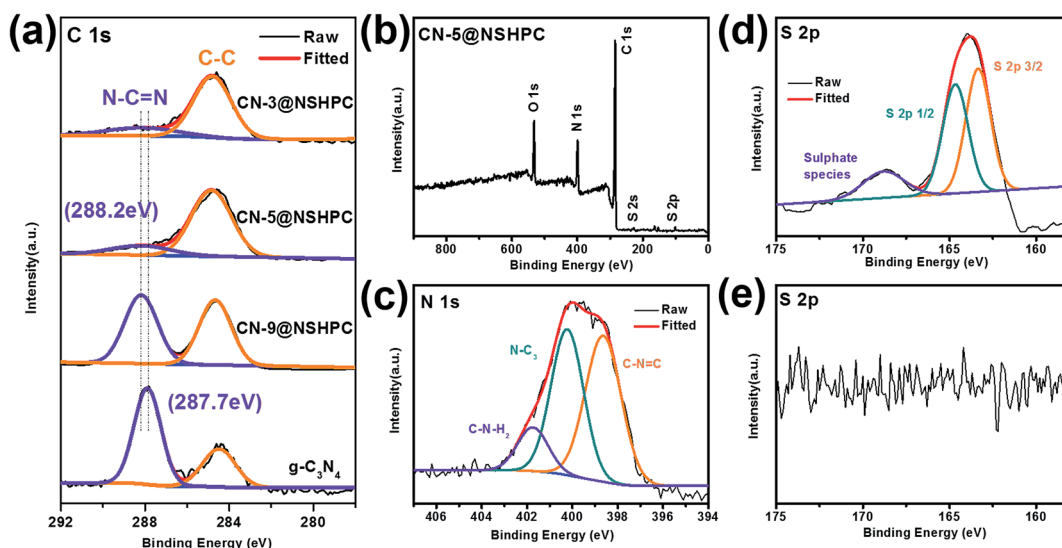 (a)
C 1s
Raw
Fitted
C-C
N-C=N
CN-3@NSHPC
(288.2eV)
CN-5@NSHPC
CN-9@NSHPC
(287.7eV)
g-C3N4
Intensity(a.u.)
292 288 284 280
Binding Energy (eV)
(b)
CN-5@NSHPC
C 1s
O 1s
N 1s
S 2s
S 2p
Intensity(a.u.)
800 600 400 200 0
Binding Energy (eV)
(c)
N 1s
Raw
Fitted
N-C3
C-N=C
C-N-H2
Intensity(a.u.)
406 404 402 400 398 396 394
Binding Energy (eV)
(d)
S 2p
Raw
Fitted
S 2p 3/2
S 2p 1/2
Sulphate
species
Intensity(a.u.)
175 170 165 160
Binding Energy (eV)
(e)
S 2p
Intensity(a.u.)
175 170 165 160
Binding Energy (eV)